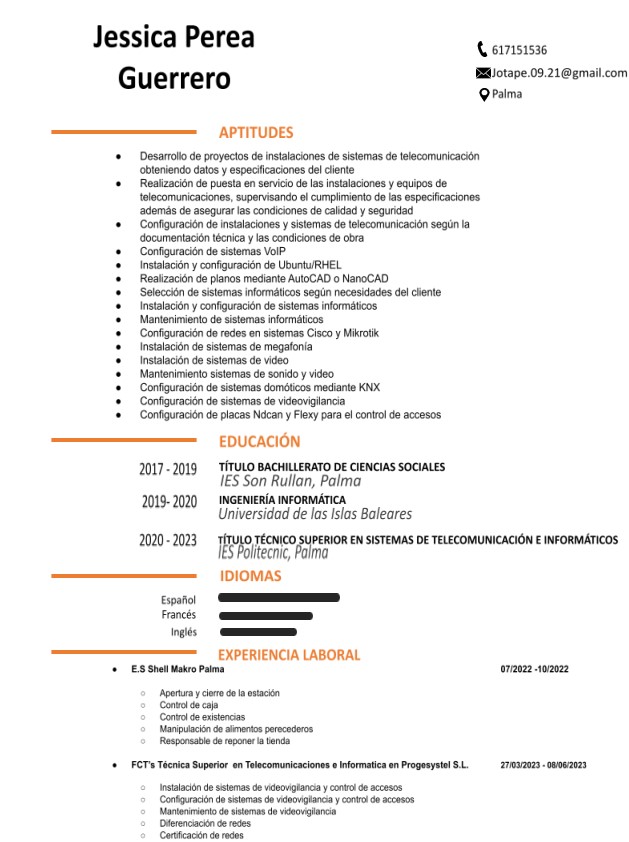 Jessica Perea
Guerrero
617151536
Jotape.09.21@gmail.com
Palma
APTITUDES
● Desarrollo de proyectos de instalaciones de sistemas de telecomunicación
obteniendo datos y especificaciones del cliente
● Realización de puesta en servicio de las instalaciones y equipos de
telecomunicaciones, supervisando el cumplimiento de las especificaciones
además de asegurar las condiciones de calidad y seguridad
● Configuración de instalaciones y sistemas de telecomunicación según la
documentación técnica y las condiciones de obra
● Configuración de sistemas VoIP
● Instalación y configuración de Ubuntu/RHEL
● Realización de planos mediante AutoCAD o NanoCAD
● Selección de sistemas informáticos según necesidades del cliente
● Instalación y configuración de sistemas informáticos
● Mantenimiento de sistemas informáticos
● Configuración de redes en sistemas Cisco y Mikrotik
● Instalación de sistemas de megafonía
● Instalación de sistemas de video
● Mantenimiento sistemas de sonido y video
● Configuración de sistemas domóticos mediante KNX
● Configuración de sistemas de videovigilancia
● Configuración de placas Ndcan y Flexy para el control de accesos
EDUCACIÓN
2017 - 2019 TÍTULO BACHILLERATO DE CIENCIAS SOCIALES
IES Son Rullan, Palma
2019- 2020 INGENIERÍA INFORMÁTICA
Universidad de las Islas Baleares
2020 - 2023 TÍTULO TÉCNICO SUPERIOR EN SISTEMAS DE TELECOMUNICACIÓN E INFORMÁTICOS
IES Politecnic, Palma
IDIOMAS
Español
Francés
Inglés
EXPERIENCIA LABORAL
● E.S Shell Makro Palma 07/2022 -10/2022
○ Apertura y cierre de la estación
○ Control de caja
○ Control de existencias
○ Manipulación de alimentos perecederos
○ Responsable de reponer la tienda
● FCT's Técnica Superior en Telecomunicaciones e Informatica en Progesystel S.L. 27/03/2023 - 08/06/2023
○ Instalación de sistemas de videovigilancia y control de accesos
○ Configuración de sistemas de videovigilancia y control de accesos
○ Mantenimiento de sistemas de videovigilancia
○ Diferenciación de redes
○ Certificación de redes